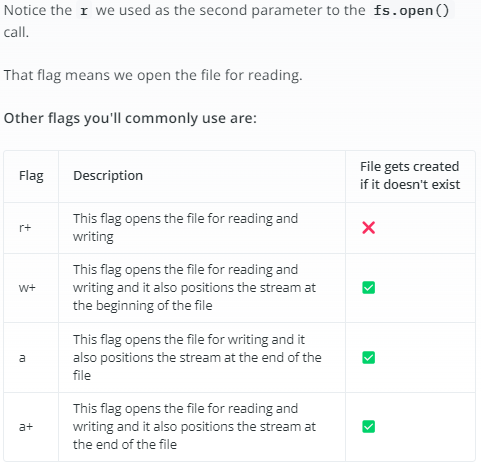 Notice the r we used as the second parameter to the fs.open()
call.
That flag means we open the file for reading.
Other flags you'll commonly use are:
Flag
Description
File gets created
if it doesn't exist
r+
This flag opens the file for reading and
writing
w+
This flag opens the file for reading and
writing and it also positions the stream at
the beginning of the file
a
This flag opens the file for writing and it
also positions the stream at the end of the
file
a+
This flag opens the file for reading and
writing and it also positions the stream at
the end of the file